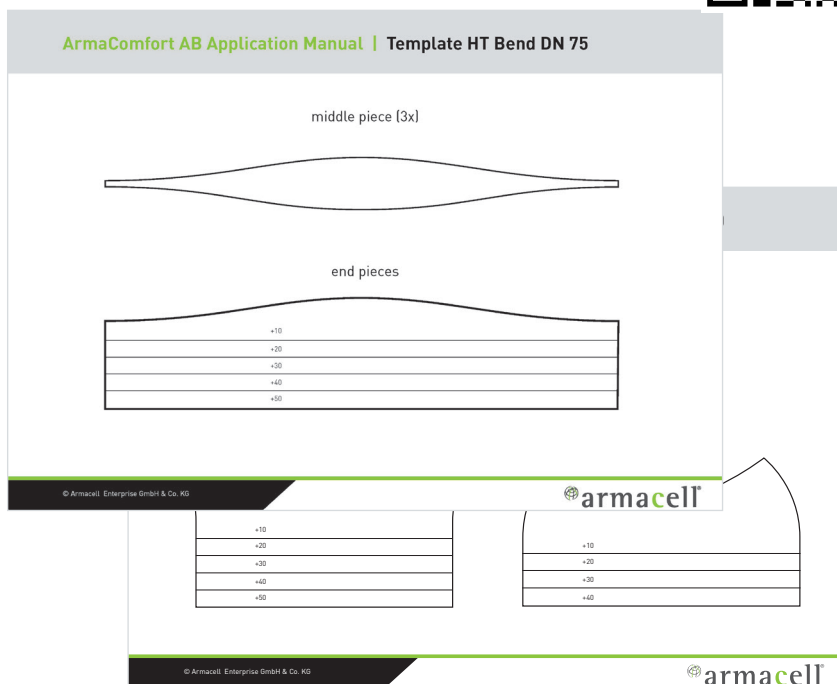 ArmaComfort AB Application Manual | Template HT Bend DN 75
middle piece (3x)
end pieces
+10
+20
+30
+40
+50
© Armacell Enterprise GmbH & Co. KG
armacell
+10
+20
+30
+40
+50
+10
+20
+30
+40
© Armacell Enterprise GmbH & Co. KG
armacell